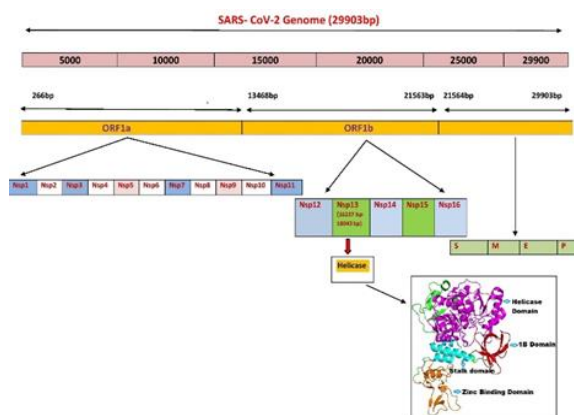 SARS- CoV-2 Genome (29903bp)
5000 10000 15000 20000 25000 29900
266bp 13468bp 21563bp 21564bp 29903bp
ORF1a ORF1b
Nsp1 Nsp2 Nsp3 Nsp4 Nsp5 Nsp6 Nsp7 Nsp8 Nsp9 Nsp10 Nsp11
Nsp12 Nsp13 Nsp14 Nsp15 Nsp16
S M E P
Helicase
Helicase
Domain
1B Domain
Stalk domain
Zinc Binding Domain